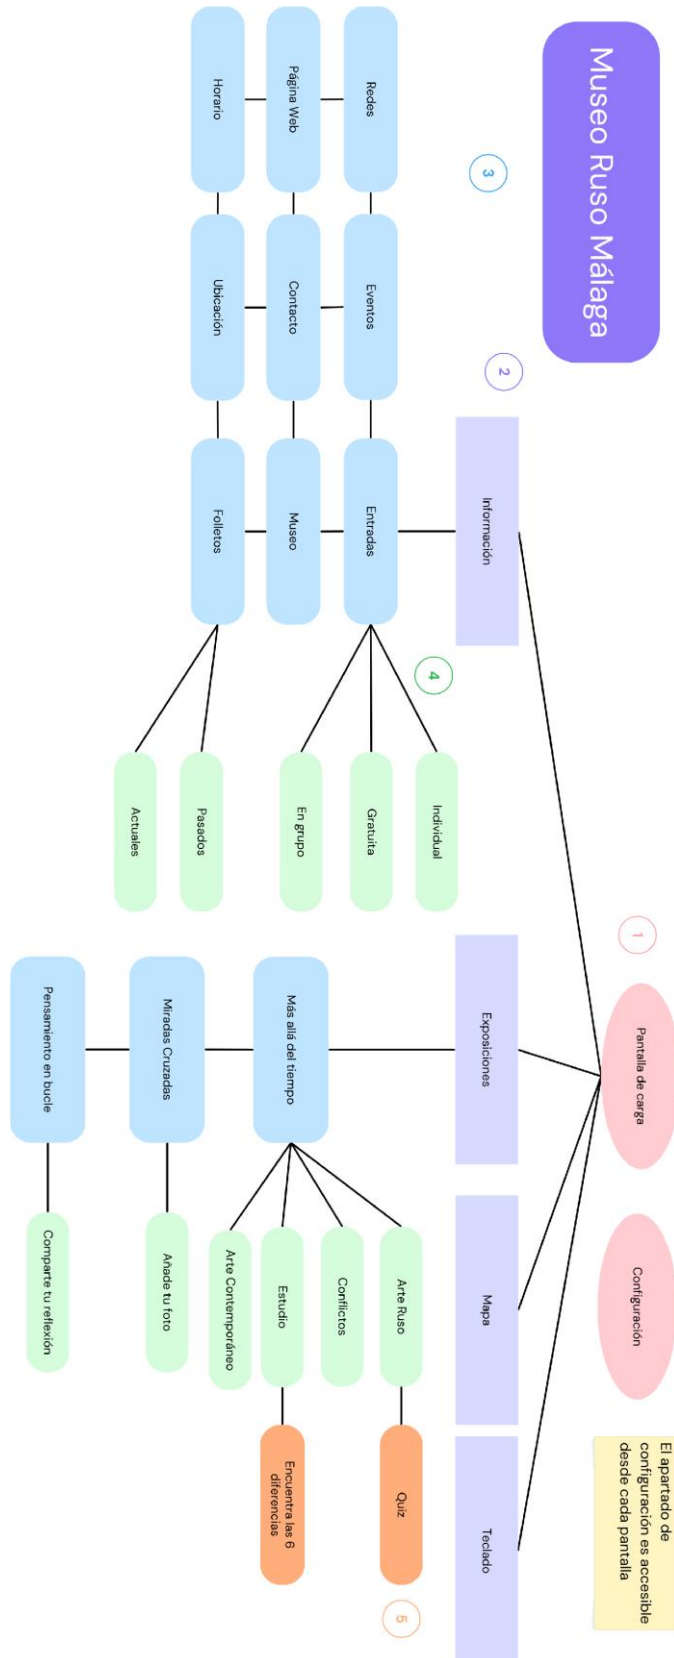 Museo Ruso Málaga
1
Pantalla de carga
Configuración
El apartado de
configuración es accesible
desde cada pantalla
2
Información
Exposiciones
Mapa
Teclado
3
Redes
Eventos
Entradas
Página Web
Contacto
Museo
Horario
Ubicación
Folletos
4
Individual
Gratuita
En grupo
Pasados
Actuales
Más allá del tiempo
Miradas Cruzadas
Pensamiento en bucle
Arte Ruso
Conflictos
Estudio
Arte Contemporáneo
Añade tu foto
Comparte tu reflexión
Quiz
Encuentra las 6
diferencias
5